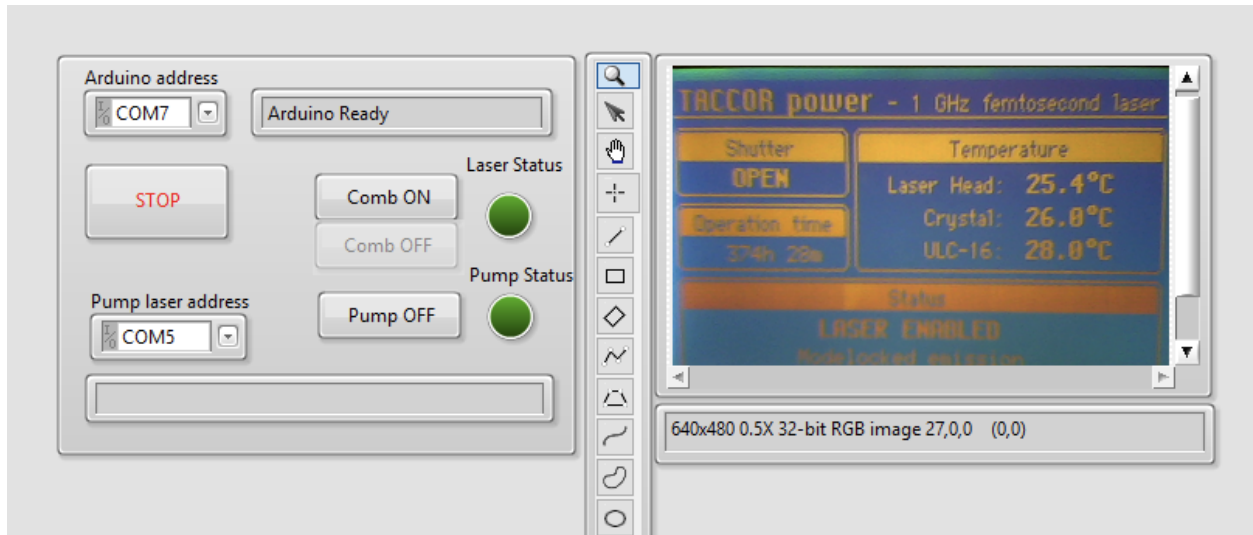 Arduino address
COM7
Arduino Ready
STOP
Laser Status
Comb ON
Comb OFF
Pump Status
Pump laser address
COM5
Pump OFF
TACCOR power - 1 GHz femtosecond laser
Shutter
OPEN
Operation time
374h 28m
Temperature
Laser Head: 25.4°C
Crystal: 26.0°C
ULC-16: 28.0°C
Status
LASER ENABLED
Modelocked emission
640x480 0.5X 32-bit RGB image 27,0,0 (0,0)